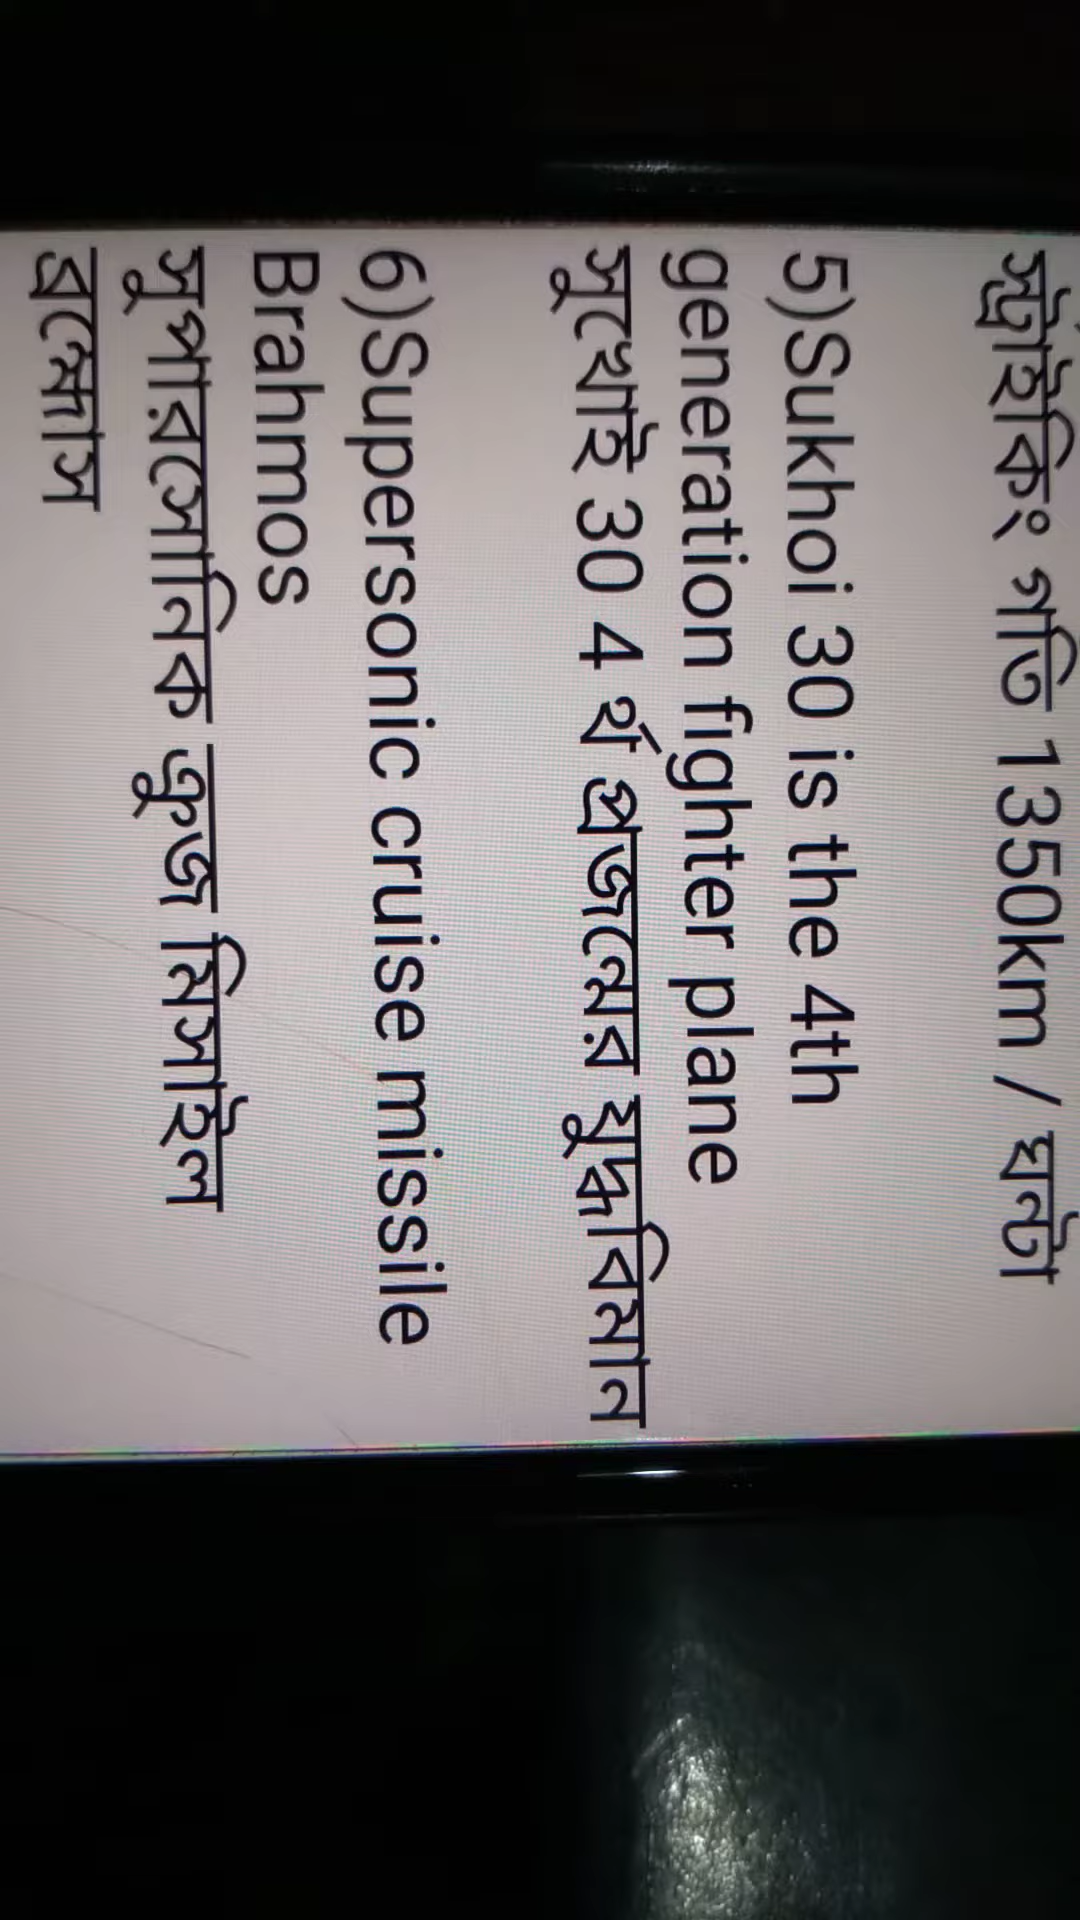 স্ট্রাইকিং গতি 1350km / ঘন্টা
5)Sukhoi 30 is the 4th
generation fighter plane
সুখোই 30 4 র্থ প্রজন্মের যুদ্ধবিমান
6)Supersonic cruise missile
Brahmos
সুপারসোনিক ক্রুজ মিসাইল
ব্রহ্মোস